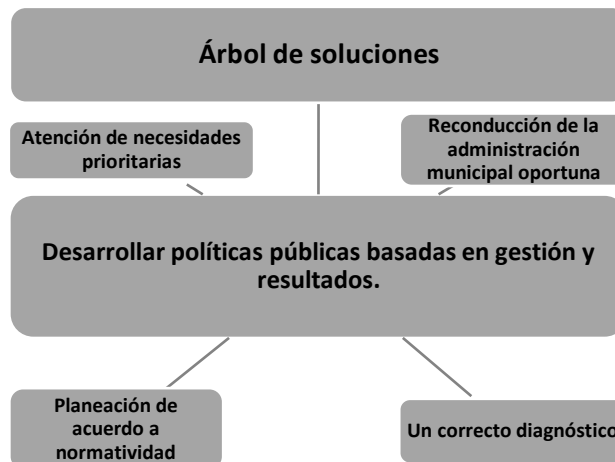 Árbol de soluciones
Atención de necesidades
prioritarias
Reconducción de la
administración
municipal oportuna
Desarrollar políticas públicas basadas en gestión y
resultados.
Planeación de
acuerdo a
normatividad
Un correcto diagnóstico